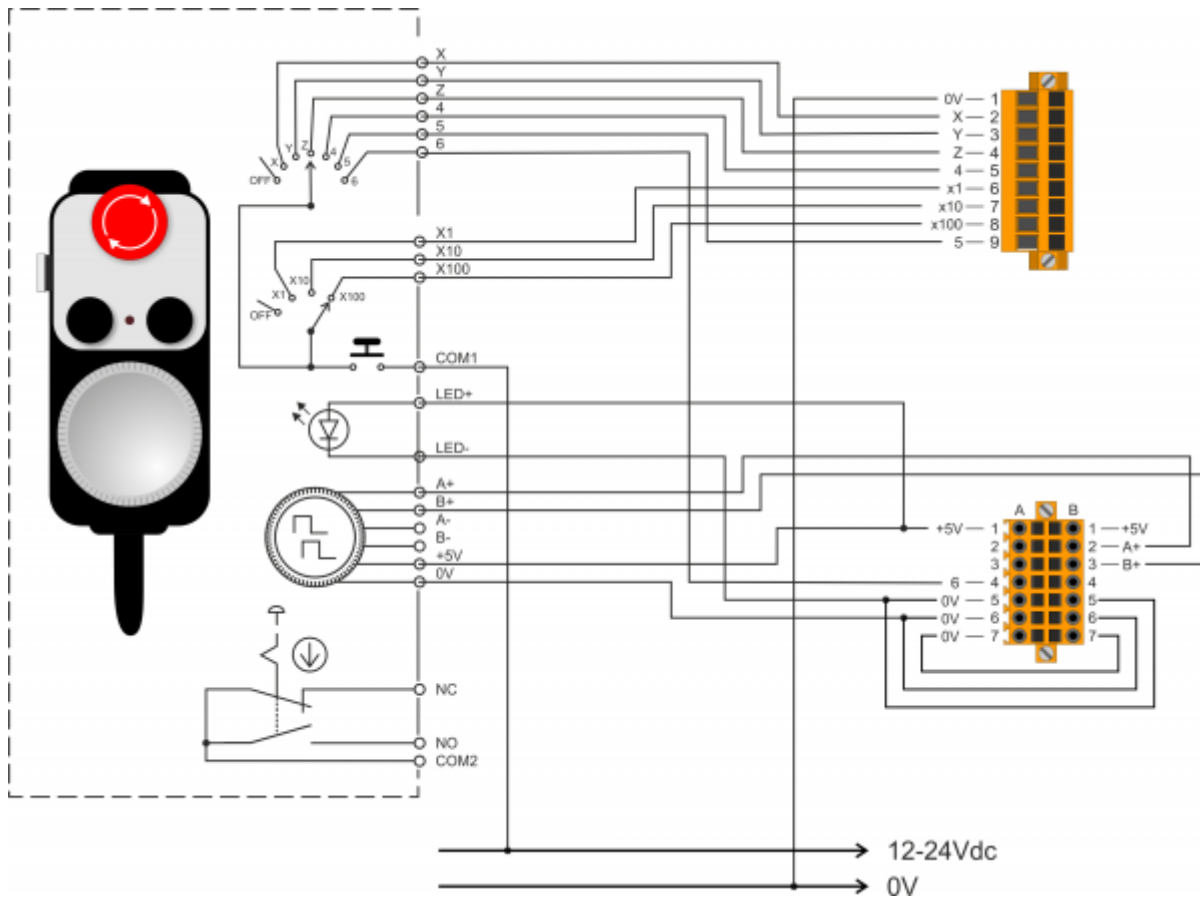 X
Y
Z
4
5
6
OFF
X
Y
Z
4
5
6
X1
X10
X100
OFF
X1
X10
X100
COM1
LED+
LED-
A+
B+
A-
B-
+5V
0V
NC
NO
COM2
0V — 1
X — 2
Y — 3
Z — 4
4 — 5
x1 — 6
x10 — 7
x100 — 8
5 — 9
A B
+5V — 1 1 — +5V
2 2 — A+
3 3 — B+
6 — 4 4
0V — 5 5
0V — 6 6
0V — 7 7
12-24Vdc
0V